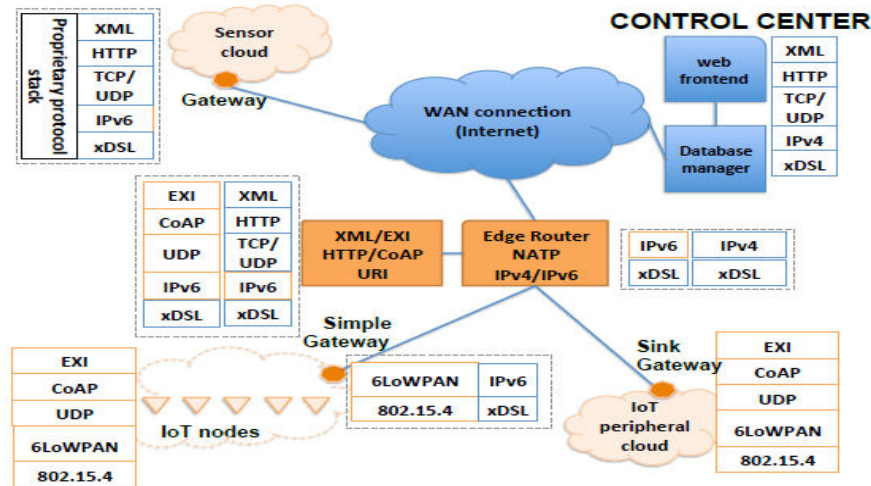 Proprietary protocol
stack
XML
HTTP
TCP/
UDP
IPv6
xDSL
Sensor
cloud
Gateway
WAN connection
(Internet)
CONTROL CENTER
web
frontend
Database
manager
XML
HTTP
TCP/
UDP
IPv4
xDSL
EXI
CoAP
UDP
IPv6
xDSL
XML
HTTP
TCP/
UDP
IPv6
xDSL
XML/EXI
HTTP/CoAP
URI
Edge Router
NATP
IPv4/IPv6
IPv6 IPv4
xDSL xDSL
Simple
Gateway
EXI
CoAP
UDP
6LoWPAN
802.15.4
IoT nodes
6LoWPAN IPv6
802.15.4 xDSL
Sink
Gateway
IoT
peripheral
cloud
EXI
CoAP
UDP
6LoWPAN
802.15.4